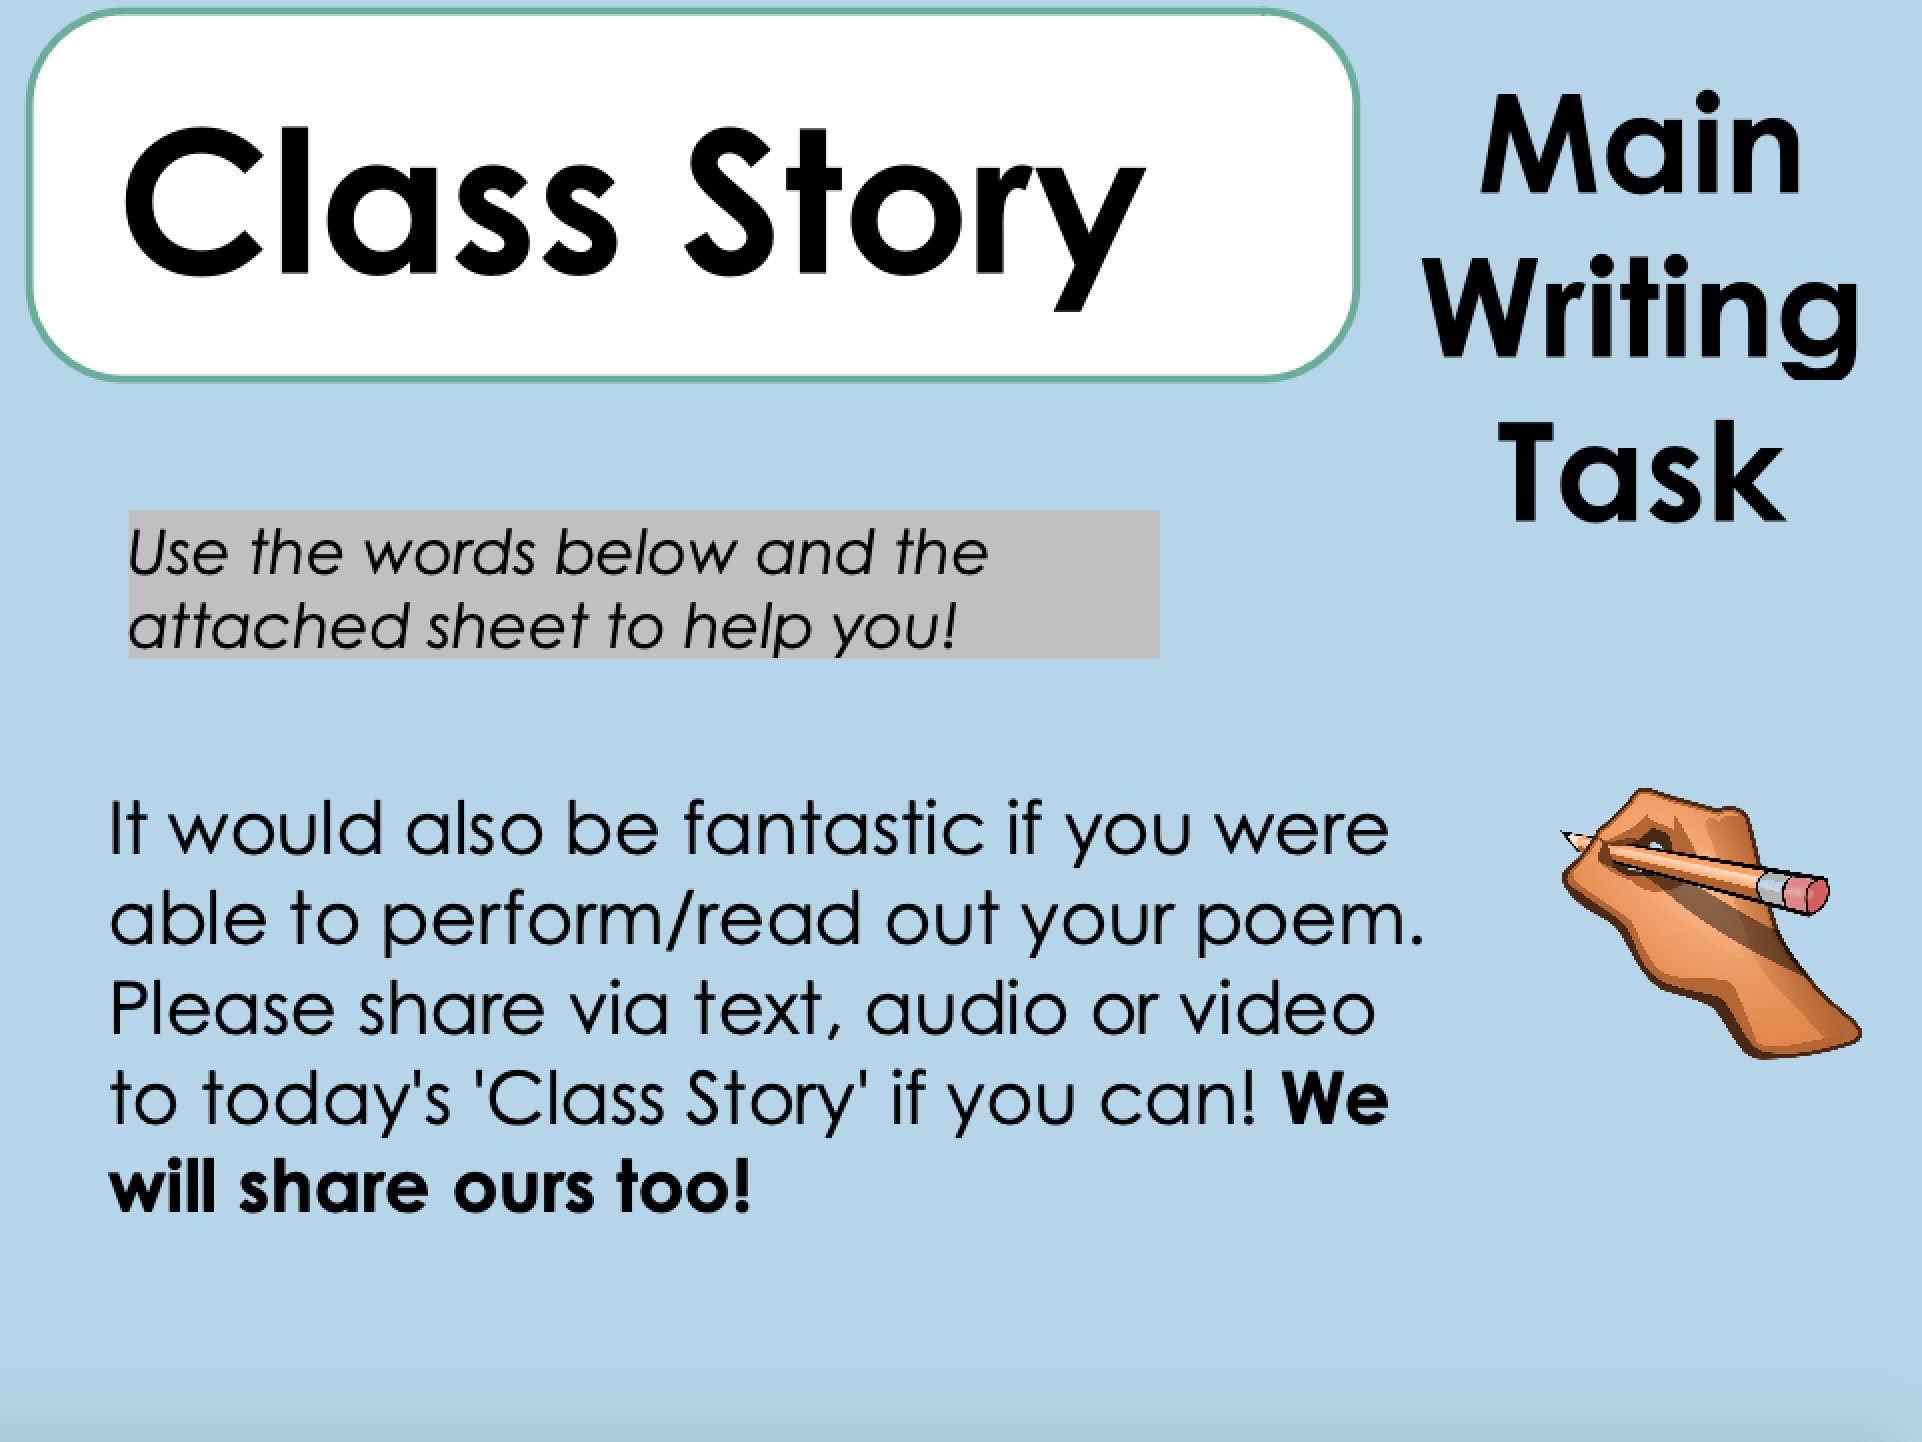 Class Story
Main
Writing
Task
Use the words below and the
attached sheet to help you!
It would also be fantastic if you were
able to perform/read out your poem.
Please share via text, audio or video
to today's 'Class Story' if you can! We
will share ours too!